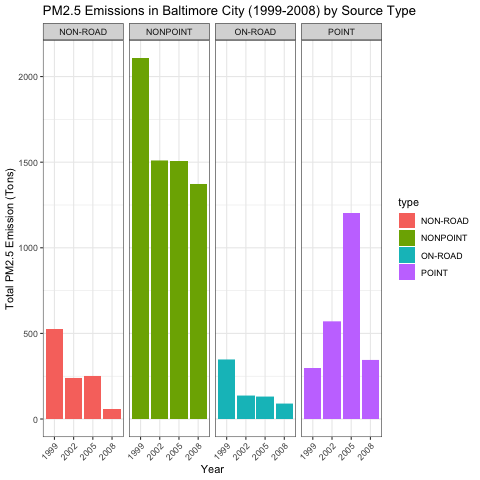 PM2.5 Emissions in Baltimore City (1999-2008) by Source Type
NON-ROAD NONPOINT ON-ROAD POINT
Total PM2.5 Emission (Tons)
2000
1500
1000
500
0
1999 2002 2005 2008 1999 2002 2005 2008 1999 2002 2005 2008 1999 2002 2005 2008
Year
type
NON-ROAD
NONPOINT
ON-ROAD
POINT